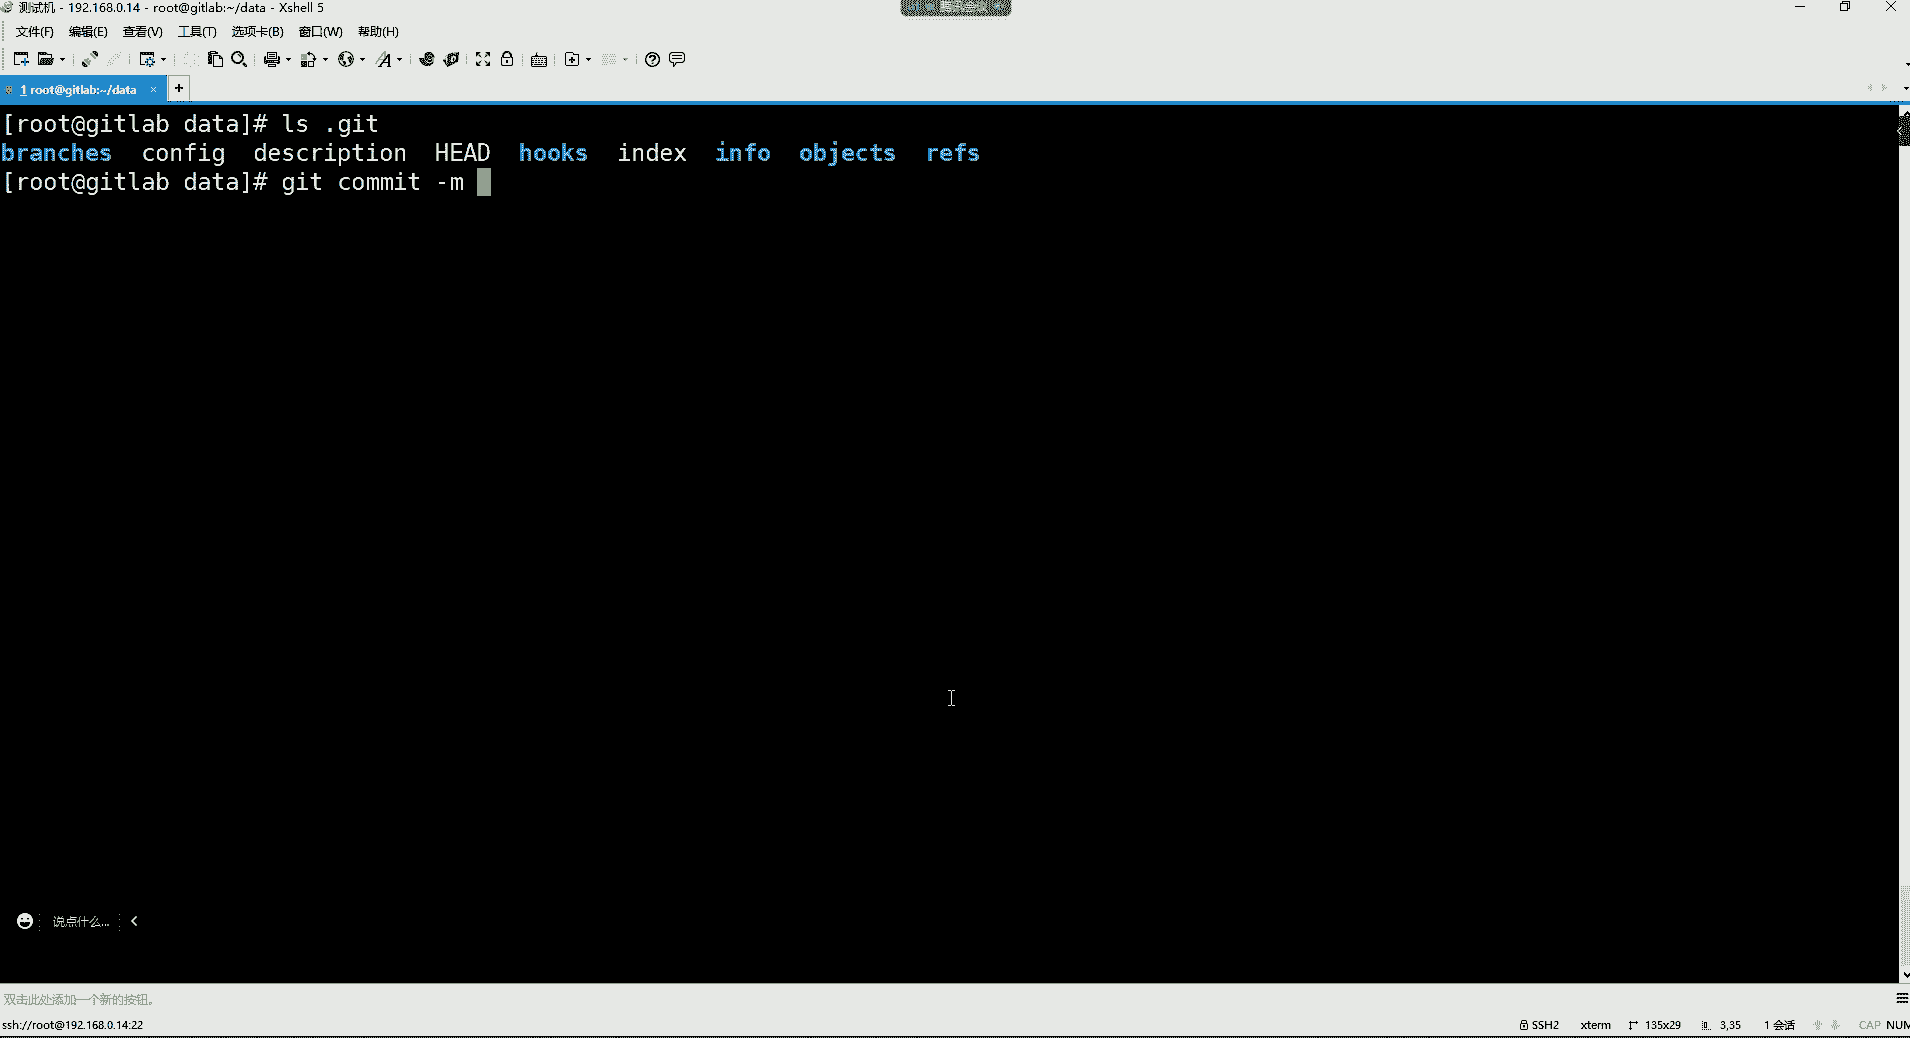 测试机 - 192.168.0.14 - root@gitlab:~/data - Xshell 5
文件(F) 编辑(E) 查看(V) 工具(T) 选项卡(B) 窗口(W) 帮助(H)
1 root@gitlab:~/data × +
[root@gitlab data]# ls .git
branches config description HEAD hooks index info objects refs
[root@gitlab data]# git commit -m
说点什么...
双击此处添加一个新的按钮。
ssh://root@192.168.0.14:22 SSH2 xterm 135x29 3,35 1 会话 CAP NUM